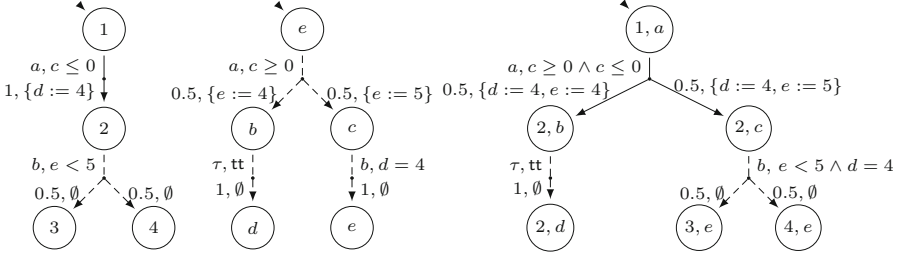 1
a, c ≤ 0
1, {d := 4}
2
b, e < 5
0.5, ∅
0.5, ∅
3
4
e
a, c ≥ 0
0.5, {e := 4}
0.5, {e := 5}
b
c
τ, tt
b, d = 4
1, ∅
1, ∅
d
e
1, a
a, c ≥ 0 ∧ c ≤ 0
0.5, {d := 4, e := 4}
0.5, {d := 4, e := 5}
2, b
2, c
τ, tt
b, e < 5 ∧ d = 4
1, ∅
0.5, ∅
0.5, ∅
2, d
3, e
4, e